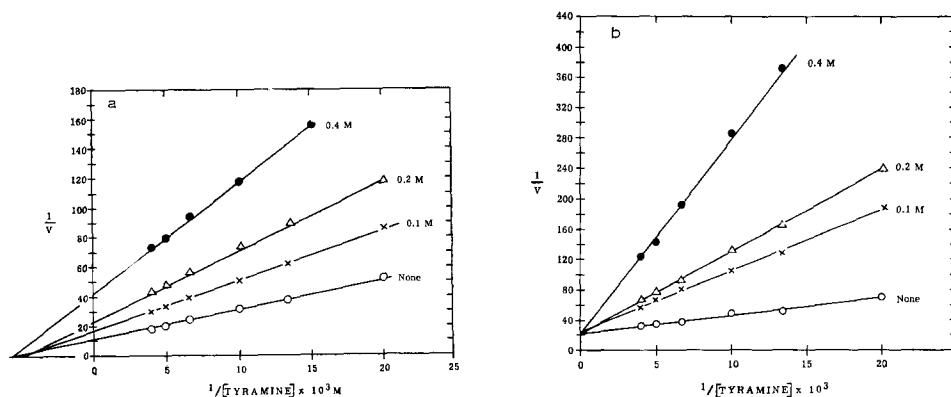 a
180
160
140
120
100
80
60
40
20
0
1/V
0.4 M
0.2 M
0.1 M
None
0 5 10 15 20 25
1/[TYRAMINE] x 10³ M
b
440
400
360
320
280
240
200
160
120
80
40
0
1/V
0.4 M
0.2 M
0.1 M
None
0 5 10 15 20
1/[TYRAMINE] x 10³